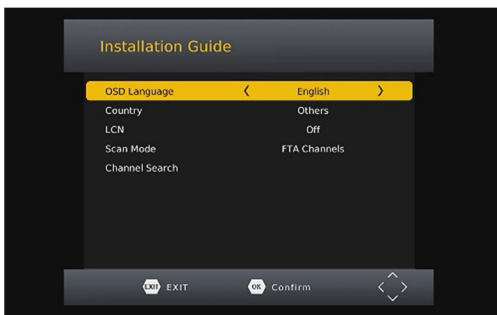 Installation Guide
OSD Language English
Country Others
LCN Off
Scan Mode FTA Channels
Channel Search
EXIT EXIT OK Confirm